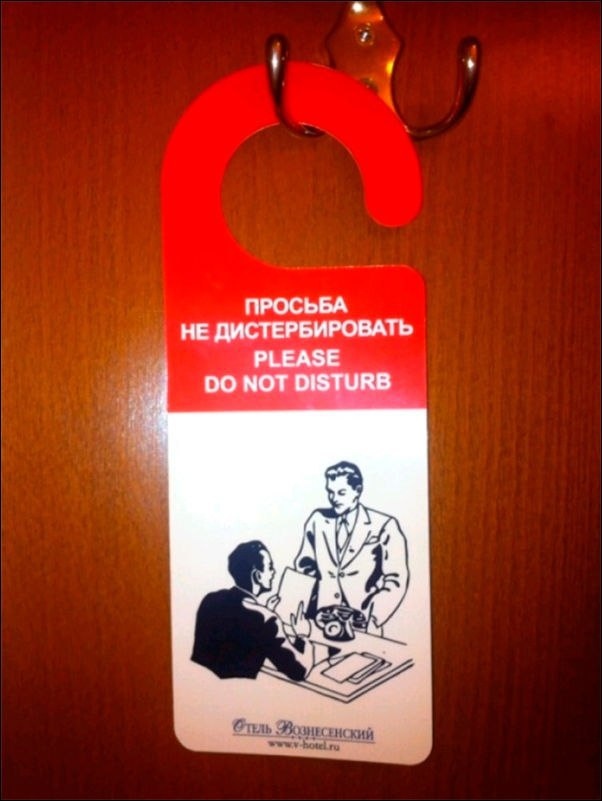 ПРОСЬБА
НЕ ДИСТЕРБИРОВАТЬ
PLEASE
DO NOT DISTURB
Отель Вознесенский
www.v-hotel.ru